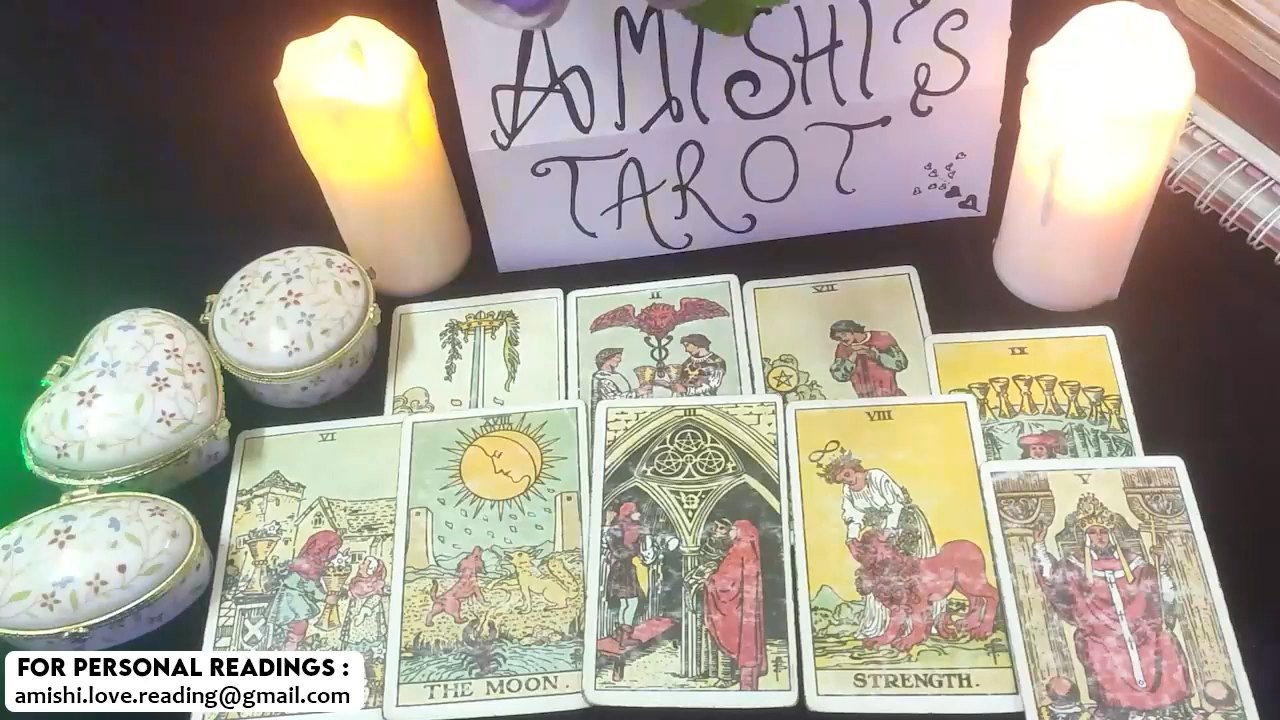 AMISHI'S
TAROT
II
VII
IX
VI
XVIII
III
VIII
V
THE MOON.
STRENGTH.
FOR PERSONAL READINGS :
amishi.love.reading@gmail.com